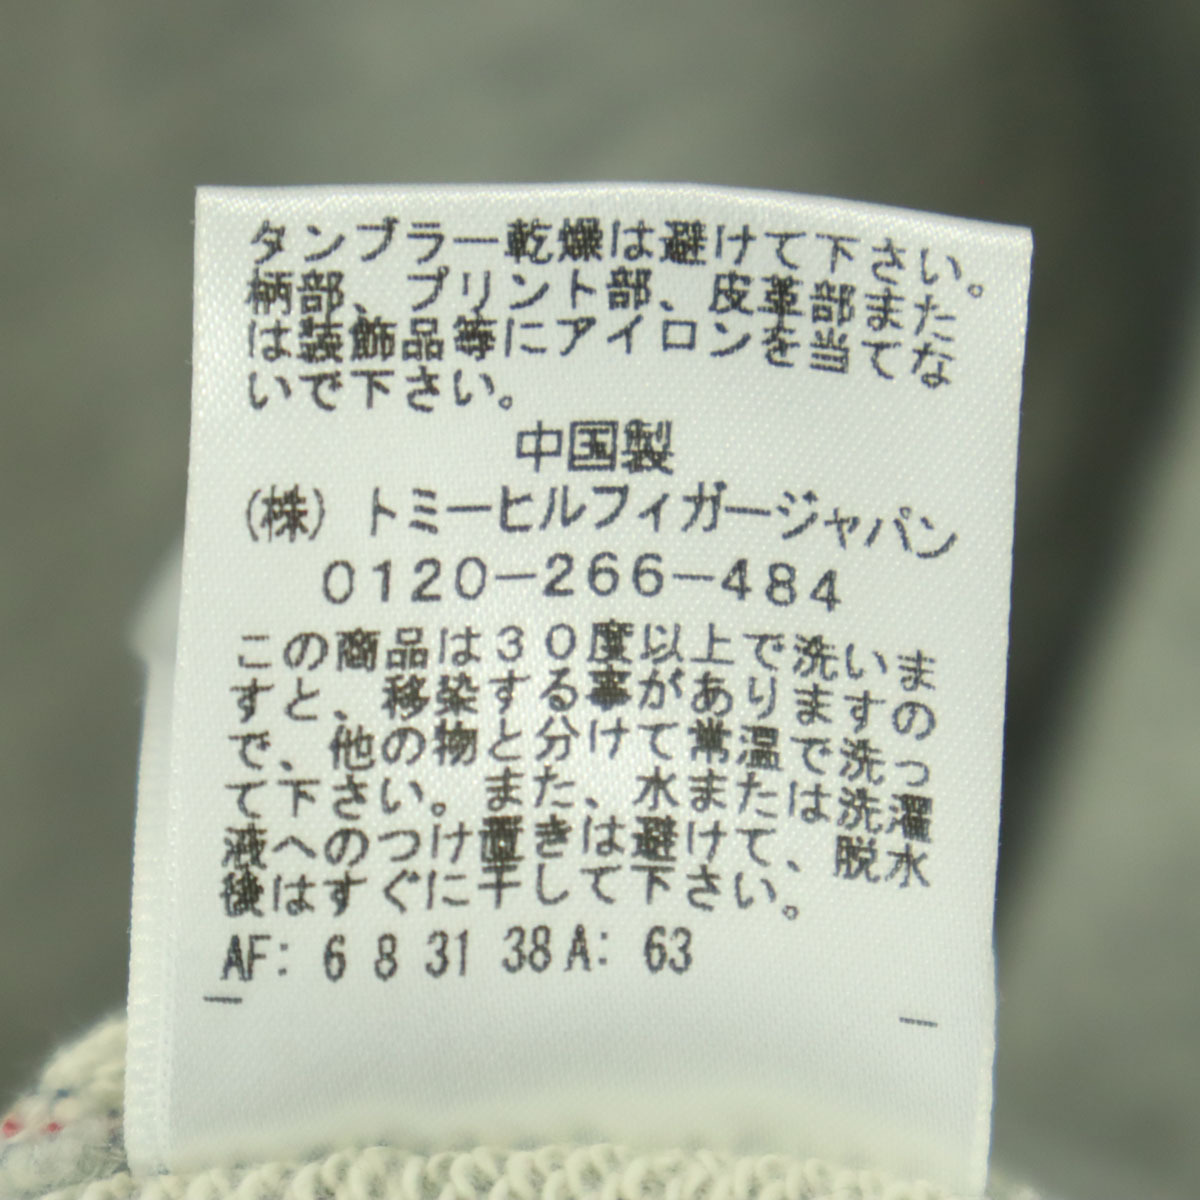 タンブラー乾燥は避けて下さい。
柄部、プリント部、皮革部また
は装飾品等にアイロンを当てな
いで下さい。
中国製
(株) トミーヒルフィガージャパン
0120-266-484
この商品は30度以上で洗いま
すと、移染する事がありますの
で、他の物と分けて常温で洗っ
て下さい。また、水または洗濯
液へのつけ置きは避けて、脱水
後はすぐに干して下さい。
AF: 6 8 31 38 A: 63